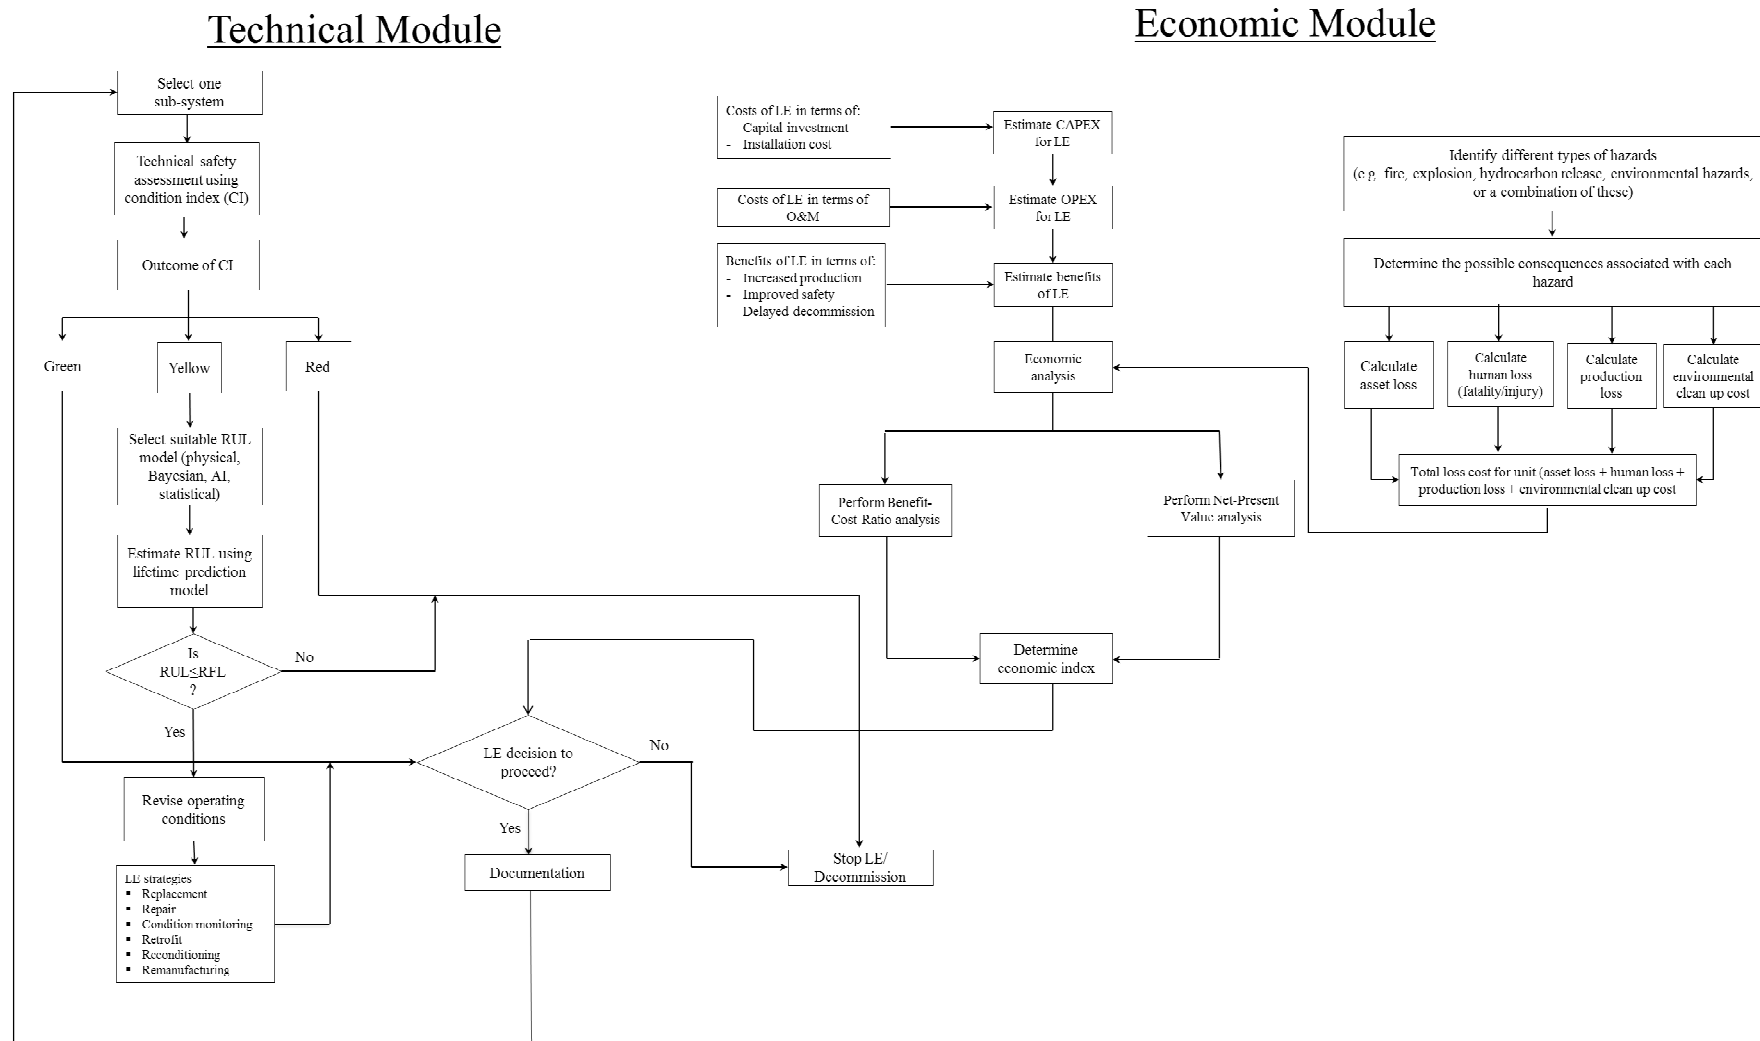 Technical Module
Select one
sub-system
Technical safety
assessment using
condition index (CI)
Outcome of CI
Green
Yellow
Red
Select suitable RUL
model (physical,
Bayesian, AI,
statistical)
Estimate RUL using
lifetime prediction
model
Is
RUL≤RFL
?
No
Yes
Revise operating
conditions
LE strategies
▪ Replacement
▪ Repair
▪ Condition monitoring
▪ Retrofit
▪ Reconditioning
▪ Remanufacturing
LE decision to
proceed?
No
Yes
Documentation
Stop LE/
Decommission
Economic Module
Costs of LE in terms of:
Capital investment
- Installation cost
Estimate CAPEX
for LE
Costs of LE in terms of
O&M
Estimate OPEX
for LE
Benefits of LE in terms of:
- Increased production
- Improved safety
Delayed decommission
Estimate benefits
of LE
Economic
analysis
Perform Benefit-
Cost Ratio analysis
Perform Net-Present
Value analysis
Determine
economic index
Identify different types of hazards
(e.g. fire, explosion, hydrocarbon release, environmental hazards,
or a combination of these)
Determine the possible consequences associated with each
hazard
Calculate
asset loss
Calculate
human loss
(fatality/injury)
Calculate
production
loss
Calculate
environmental
clean up cost
Total loss cost for unit (asset loss + human loss +
production loss + environmental clean up cost